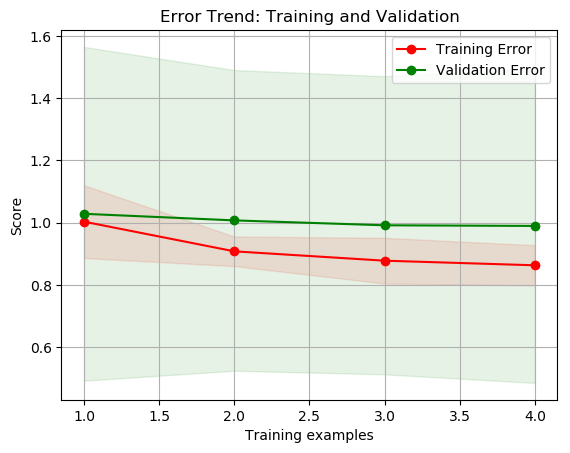 Error Trend: Training and Validation
Training Error
Validation Error
Score
1.6
1.4
1.2
1.0
0.8
0.6
1.0 1.5 2.0 2.5 3.0 3.5 4.0
Training examples